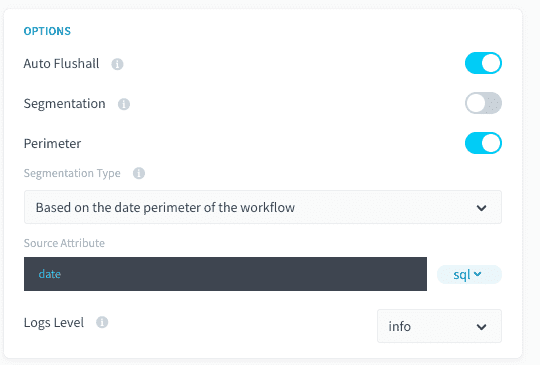 OPTIONS
Auto Flushall
Segmentation
Perimeter
Segmentation Type
Based on the date perimeter of the workflow
Source Attribute
date
sql
Logs Level
info